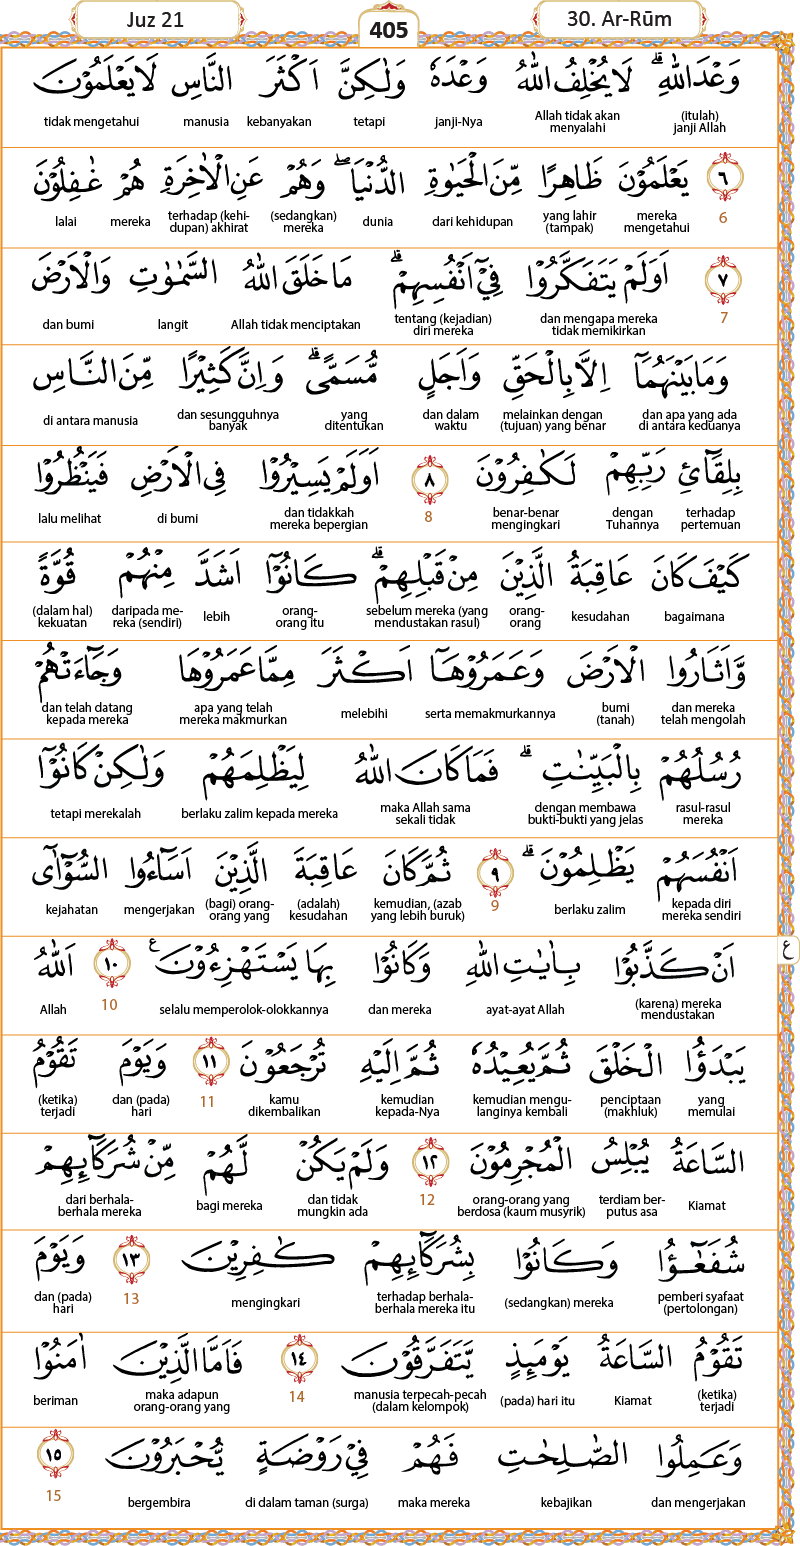 Juz 21
405
30. Ar-Rūm
وَعْدَ اللّٰهِ ۗ لَا يُخْلِفُ اللّٰهُ وَعْدَهٗ وَلٰكِنَّ اَكْثَرَ النَّاسِ لَا يَعْلَمُوْنَ
(itulah) janji Allah Allah tidak akan menyalahi janji-Nya tetapi kebanyakan manusia tidak mengetahui
٦ يَعْلَمُوْنَ ظَاهِرًا مِّنَ الْحَيٰوةِ الدُّنْيَا ۖ وَهُمْ عَنِ الْاٰخِرَةِ هُمْ غٰفِلُوْنَ
6 mereka mengetahui yang lahir (tampak) dari kehidupan dunia (sedangkan) mereka terhadap (kehi-dupan) akhirat mereka lalai
٧ اَوَلَمْ يَتَفَكَّرُوْا فِيْٓ اَنْفُسِهِمْ ۗ مَا خَلَقَ اللّٰهُ السَّمٰوٰتِ وَالْاَرْضَ
7 dan mengapa mereka tidak memikirkan tentang (kejadian) diri mereka Allah tidak menciptakan langit dan bumi
وَمَا بَيْنَهُمَآ اِلَّا بِالْحَقِّ وَاَجَلٍ مُّسَمًّى ۗ وَاِنَّ كَثِيْرًا مِّنَ النَّاسِ
dan apa yang ada di antara keduanya melainkan dengan (tujuan) yang benar dan dalam waktu yang ditentukan dan sesungguhnya banyak di antara manusia
بِلِقَاۤئِ رَبِّهِمْ لَكٰفِرُوْنَ ٨ اَوَلَمْ يَسِيْرُوْا فِى الْاَرْضِ فَيَنْظُرُوْا
terhadap pertemuan dengan Tuhannya benar-benar mengingkari 8 dan tidakkah mereka bepergian di bumi lalu melihat
كَيْفَ كَانَ عَاقِبَةُ الَّذِيْنَ مِنْ قَبْلِهِمْ ۗ كَانُوْٓا اَشَدَّ مِنْهُمْ قُوَّةً
bagaimana kesudahan orang-orang sebelum mereka (yang mendustakan rasul) orang-orang itu lebih daripada me-reka (sendiri) (dalam hal) kekuatan
وَّاَثَارُوا الْاَرْضَ وَعَمَرُوْهَآ اَكْثَرَ مِمَّا عَمَرُوْهَا وَجَاۤءَتْهُمْ
dan mereka telah mengolah bumi (tanah) serta memakmurkannya melebihi apa yang telah mereka makmurkan dan telah datang kepada mereka
رُسُلُهُمْ بِالْبَيِّنٰتِ ۗ فَمَا كَانَ اللّٰهُ لِيَظْلِمَهُمْ وَلٰكِنْ كَانُوْٓا
rasul-rasul mereka dengan membawa bukti-bukti yang jelas maka Allah sama sekali tidak berlaku zalim kepada mereka tetapi merekalah
اَنْفُسَهُمْ يَظْلِمُوْنَ ۗ ٩ ثُمَّ كَانَ عَاقِبَةَ الَّذِيْنَ اَسَاۤءُوا السُّوْۤآٰى
kepada diri mereka sendiri berlaku zalim 9 kemudian, (azab yang lebih buruk) (adalah) kesudahan (bagi) orang-orang yang mengerjakan kejahatan
اَنْ كَذَّبُوْا بِاٰيٰتِ اللّٰهِ وَكَانُوْا بِهَا يَسْتَهْزِءُوْنَ ع ١٠ اَللّٰهُ
ع
(karena) mereka mendustakan ayat-ayat Allah dan mereka selalu memperolok-olokkannya 10 Allah
يَبْدَؤُا الْخَلْقَ ثُمَّ يُعِيْدُهٗ ثُمَّ اِلَيْهِ تُرْجَعُوْنَ ١١ وَيَوْمَ تَقُوْمُ
yang memulai penciptaan (makhluk) kemudian mengu-langinya kembali kemudian kepada-Nya kamu dikembalikan 11 dan (pada) hari (ketika) terjadi
السَّاعَةُ يُبْلِسُ الْمُجْرِمُوْنَ ١٢ وَلَمْ يَكُنْ لَّهُمْ مِّنْ شُرَكَاۤئِهِمْ
Kiamat terdiam ber-putus asa orang-orang yang berdosa (kaum musyrik) 12 dan tidak mungkin ada bagi mereka dari berhala-berhala mereka
شُفَعٰۤؤُا وَكَانُوْا بِشُرَكَاۤئِهِمْ كٰفِرِيْنَ ١٣ وَيَوْمَ
pemberi syafaat (pertolongan) (sedangkan) mereka terhadap berhala-berhala mereka itu mengingkari 13 dan (pada) hari
تَقُوْمُ السَّاعَةُ يَوْمَىِٕذٍ يَّتَفَرَّقُوْنَ ١٤ فَاَمَّا الَّذِيْنَ اٰمَنُوْا
(ketika) terjadi Kiamat (pada) hari itu manusia terpecah-pecah (dalam kelompok) 14 maka adapun orang-orang yang beriman
وَعَمِلُوا الصّٰلِحٰتِ فَهُمْ فِيْ رَوْضَةٍ يُّحْبَرُوْنَ ١٥
dan mengerjakan kebajikan maka mereka di dalam taman (surga) bergembira 15